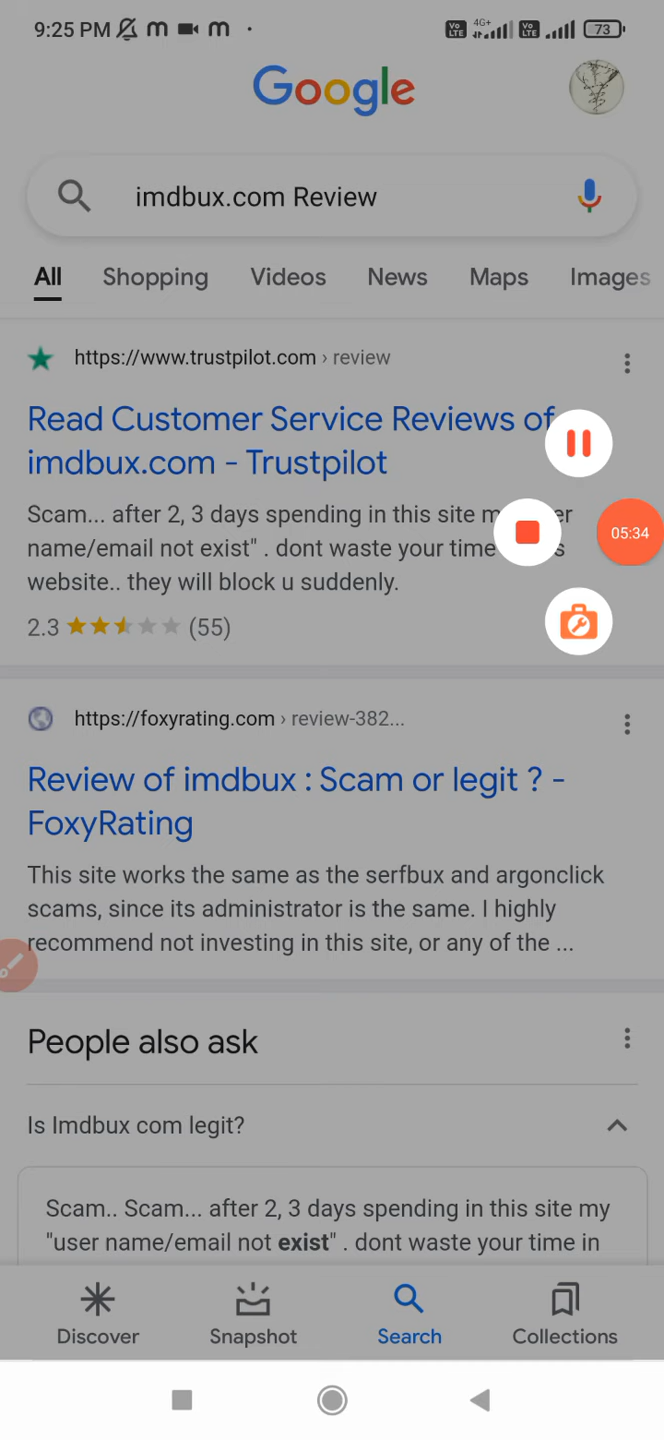 9:25 PM m m
Vo LTE 4G+ Vo LTE 73
Google
imdbux.com Review
All Shopping Videos News Maps Images
https://www.trustpilot.com › review
Read Customer Service Reviews of
imdbux.com - Trustpilot
Scam... after 2, 3 days spending in this site
name/email not exist" . dont waste your time
website.. they will block u suddenly.
05:34
2.3 (55)
https://foxyrating.com › review-382...
Review of imdbux : Scam or legit ? -
FoxyRating
This site works the same as the serfbux and argonclick
scams, since its administrator is the same. I highly
recommend not investing in this site, or any of the ...
People also ask
Is Imdbux com legit?
Scam.. Scam... after 2, 3 days spending in this site my
"user name/email not exist" . dont waste your time in
Discover Snapshot Search Collections